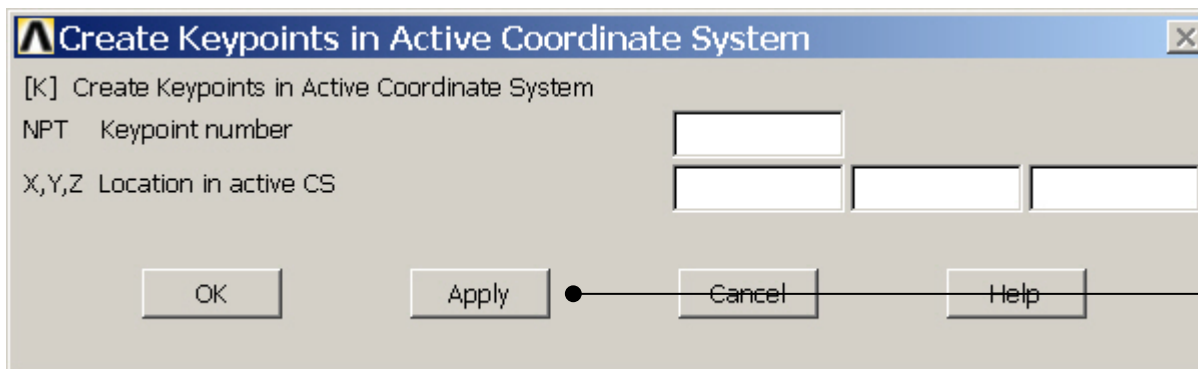 Create Keypoints in Active Coordinate System
[K] Create Keypoints in Active Coordinate System
NPT Keypoint number
X,Y,Z Location in active CS
OK Apply Cancel Help